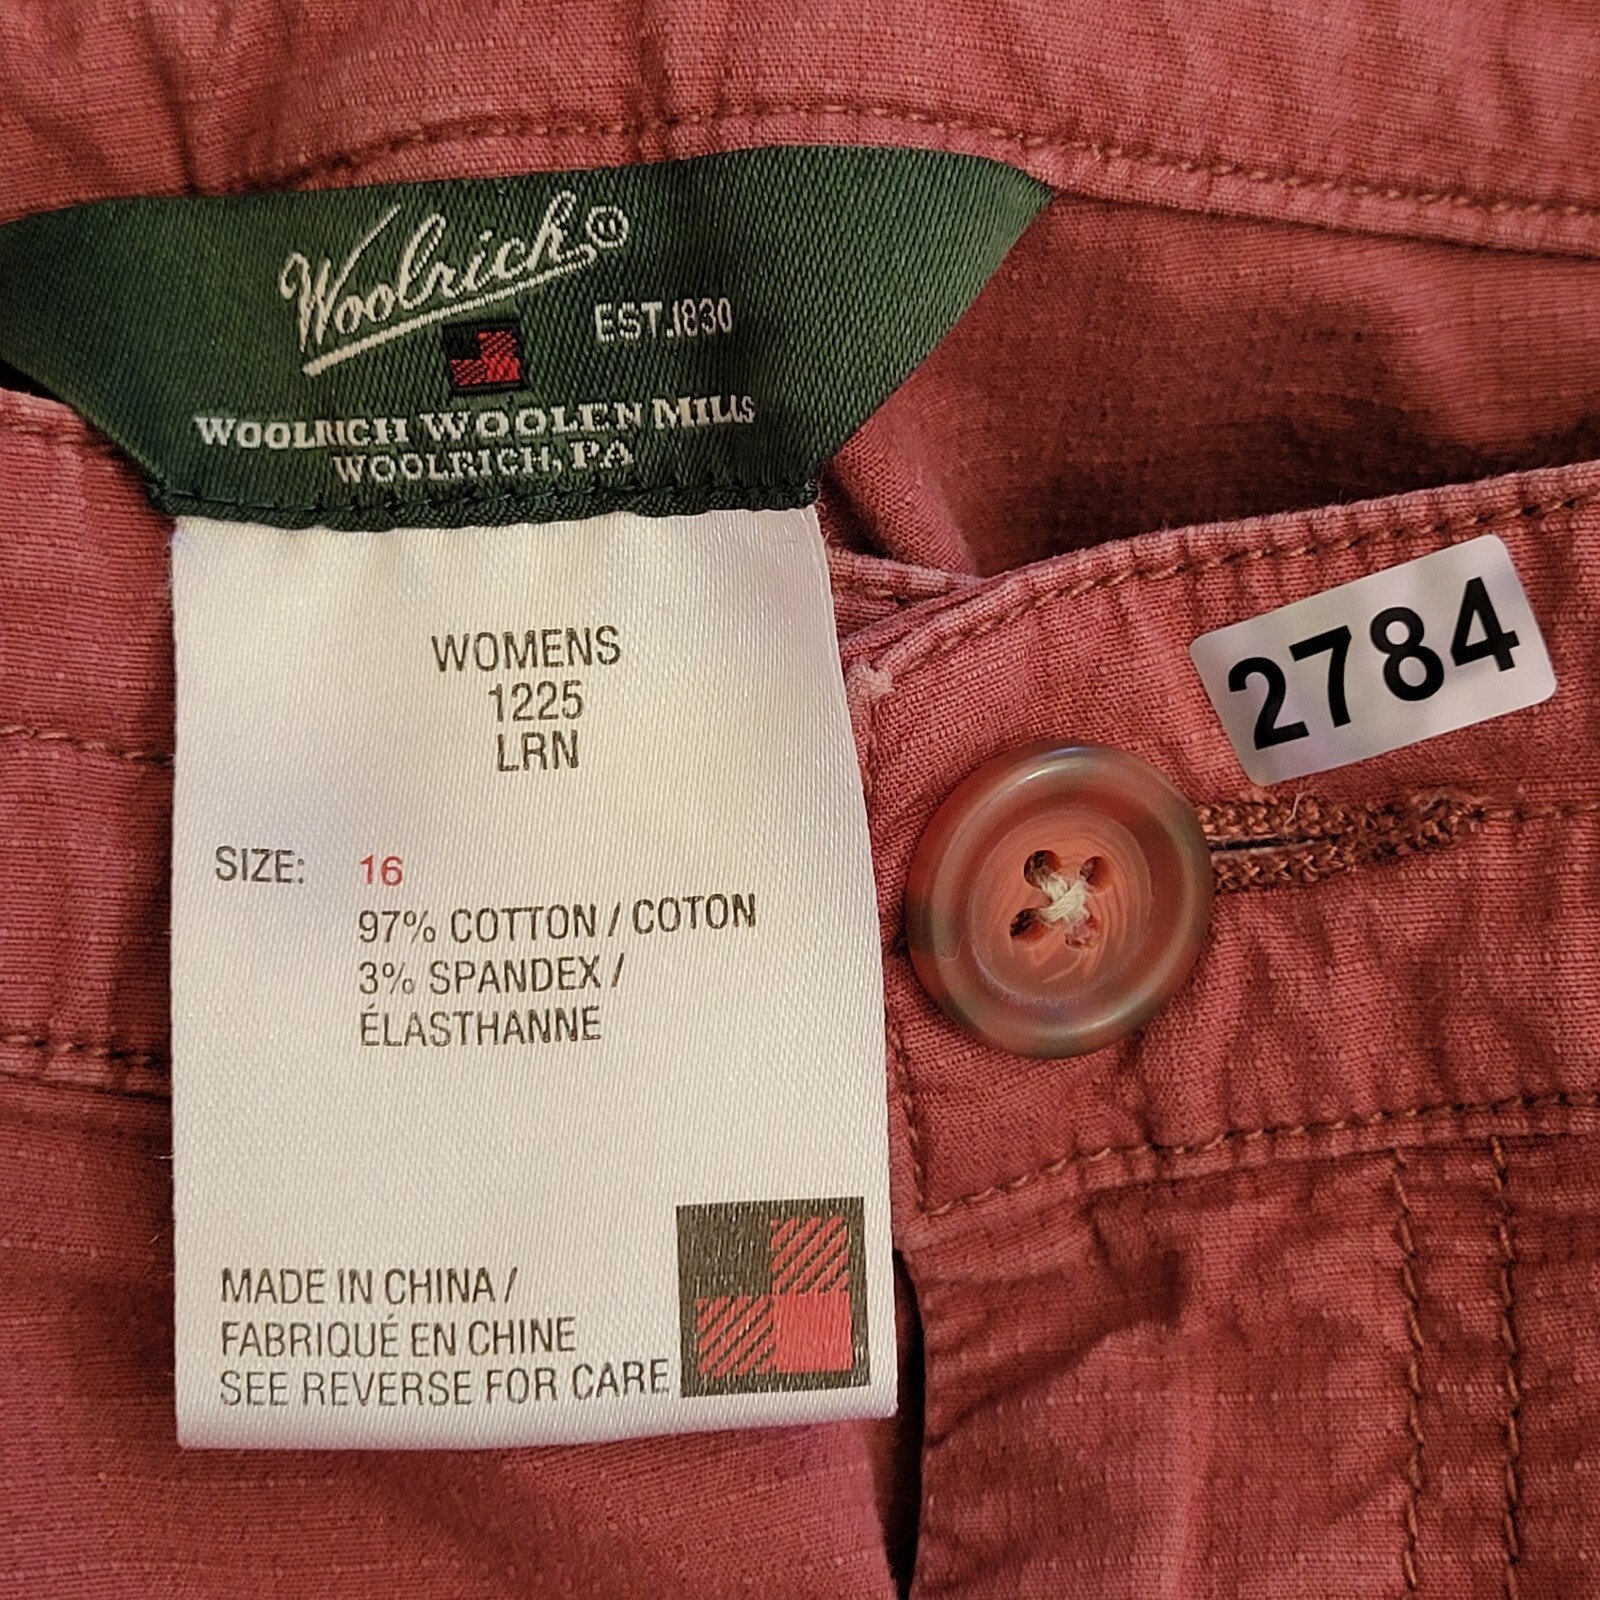 Woolrich®
EST.1830
WOOLRICH WOOLEN MILLS
WOOLRICH, PA
WOMENS
1225
LRN
SIZE: 16
97% COTTON / COTON
3% SPANDEX /
ÉLASTHANNE
MADE IN CHINA /
FABRIQUÉ EN CHINE
SEE REVERSE FOR CARE
2784